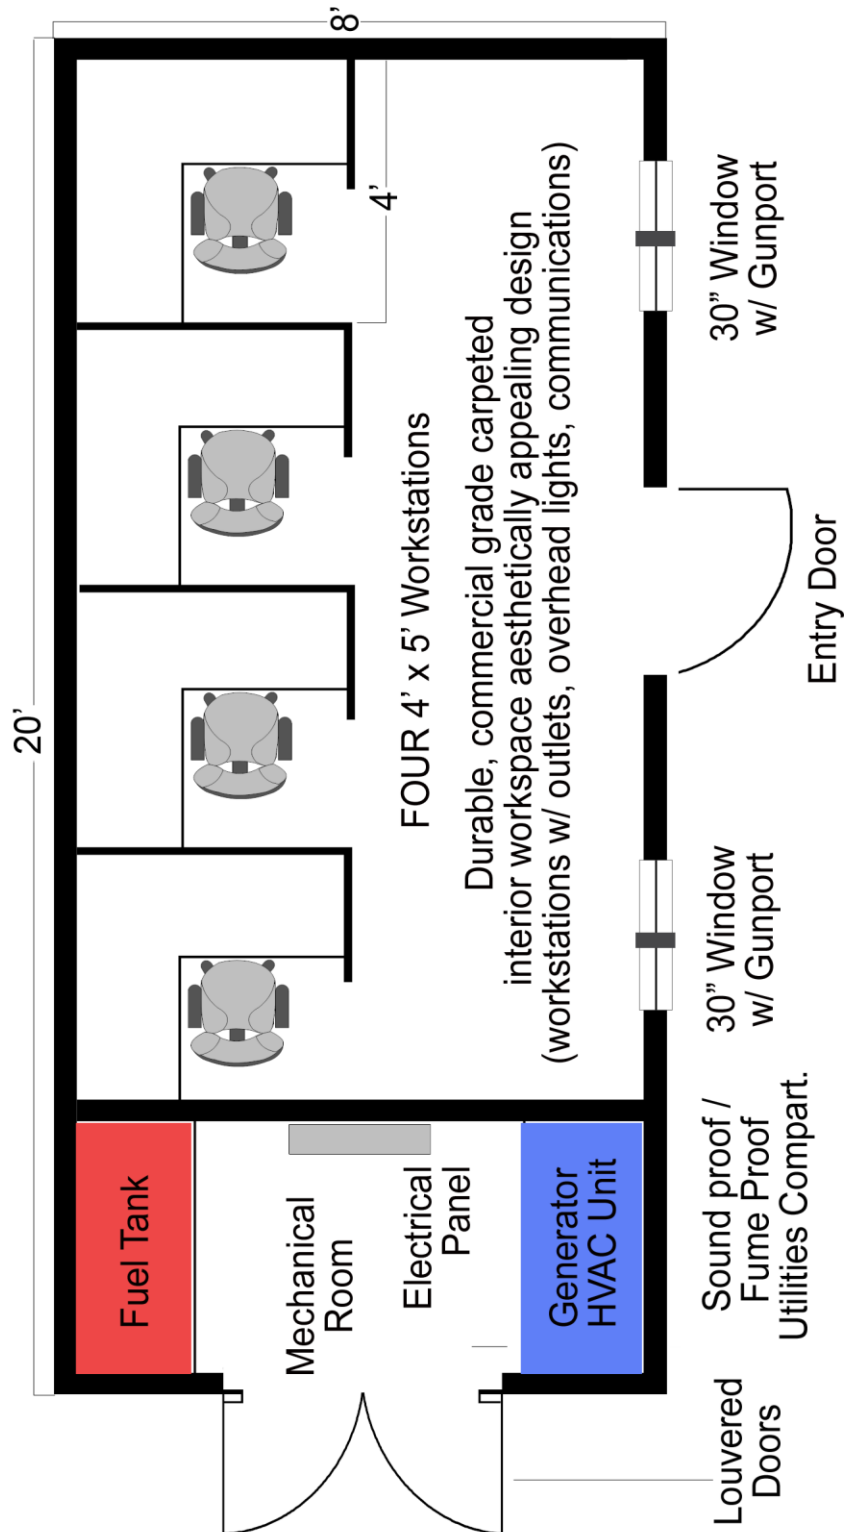 20’
8’
4’
FOUR 4’ x 5’ Workstations
Durable, commercial grade carpeted
interior workspace aesthetically appealing design
(workstations w/ outlets, overhead lights, communications)
Fuel Tank
Mechanical
Room
Electrical
Panel
Generator
HVAC Unit
Louvered
Doors
Sound proof /
Fume Proof
Utilities Compart.
30” Window
w/ Gunport
Entry Door
30” Window
w/ Gunport